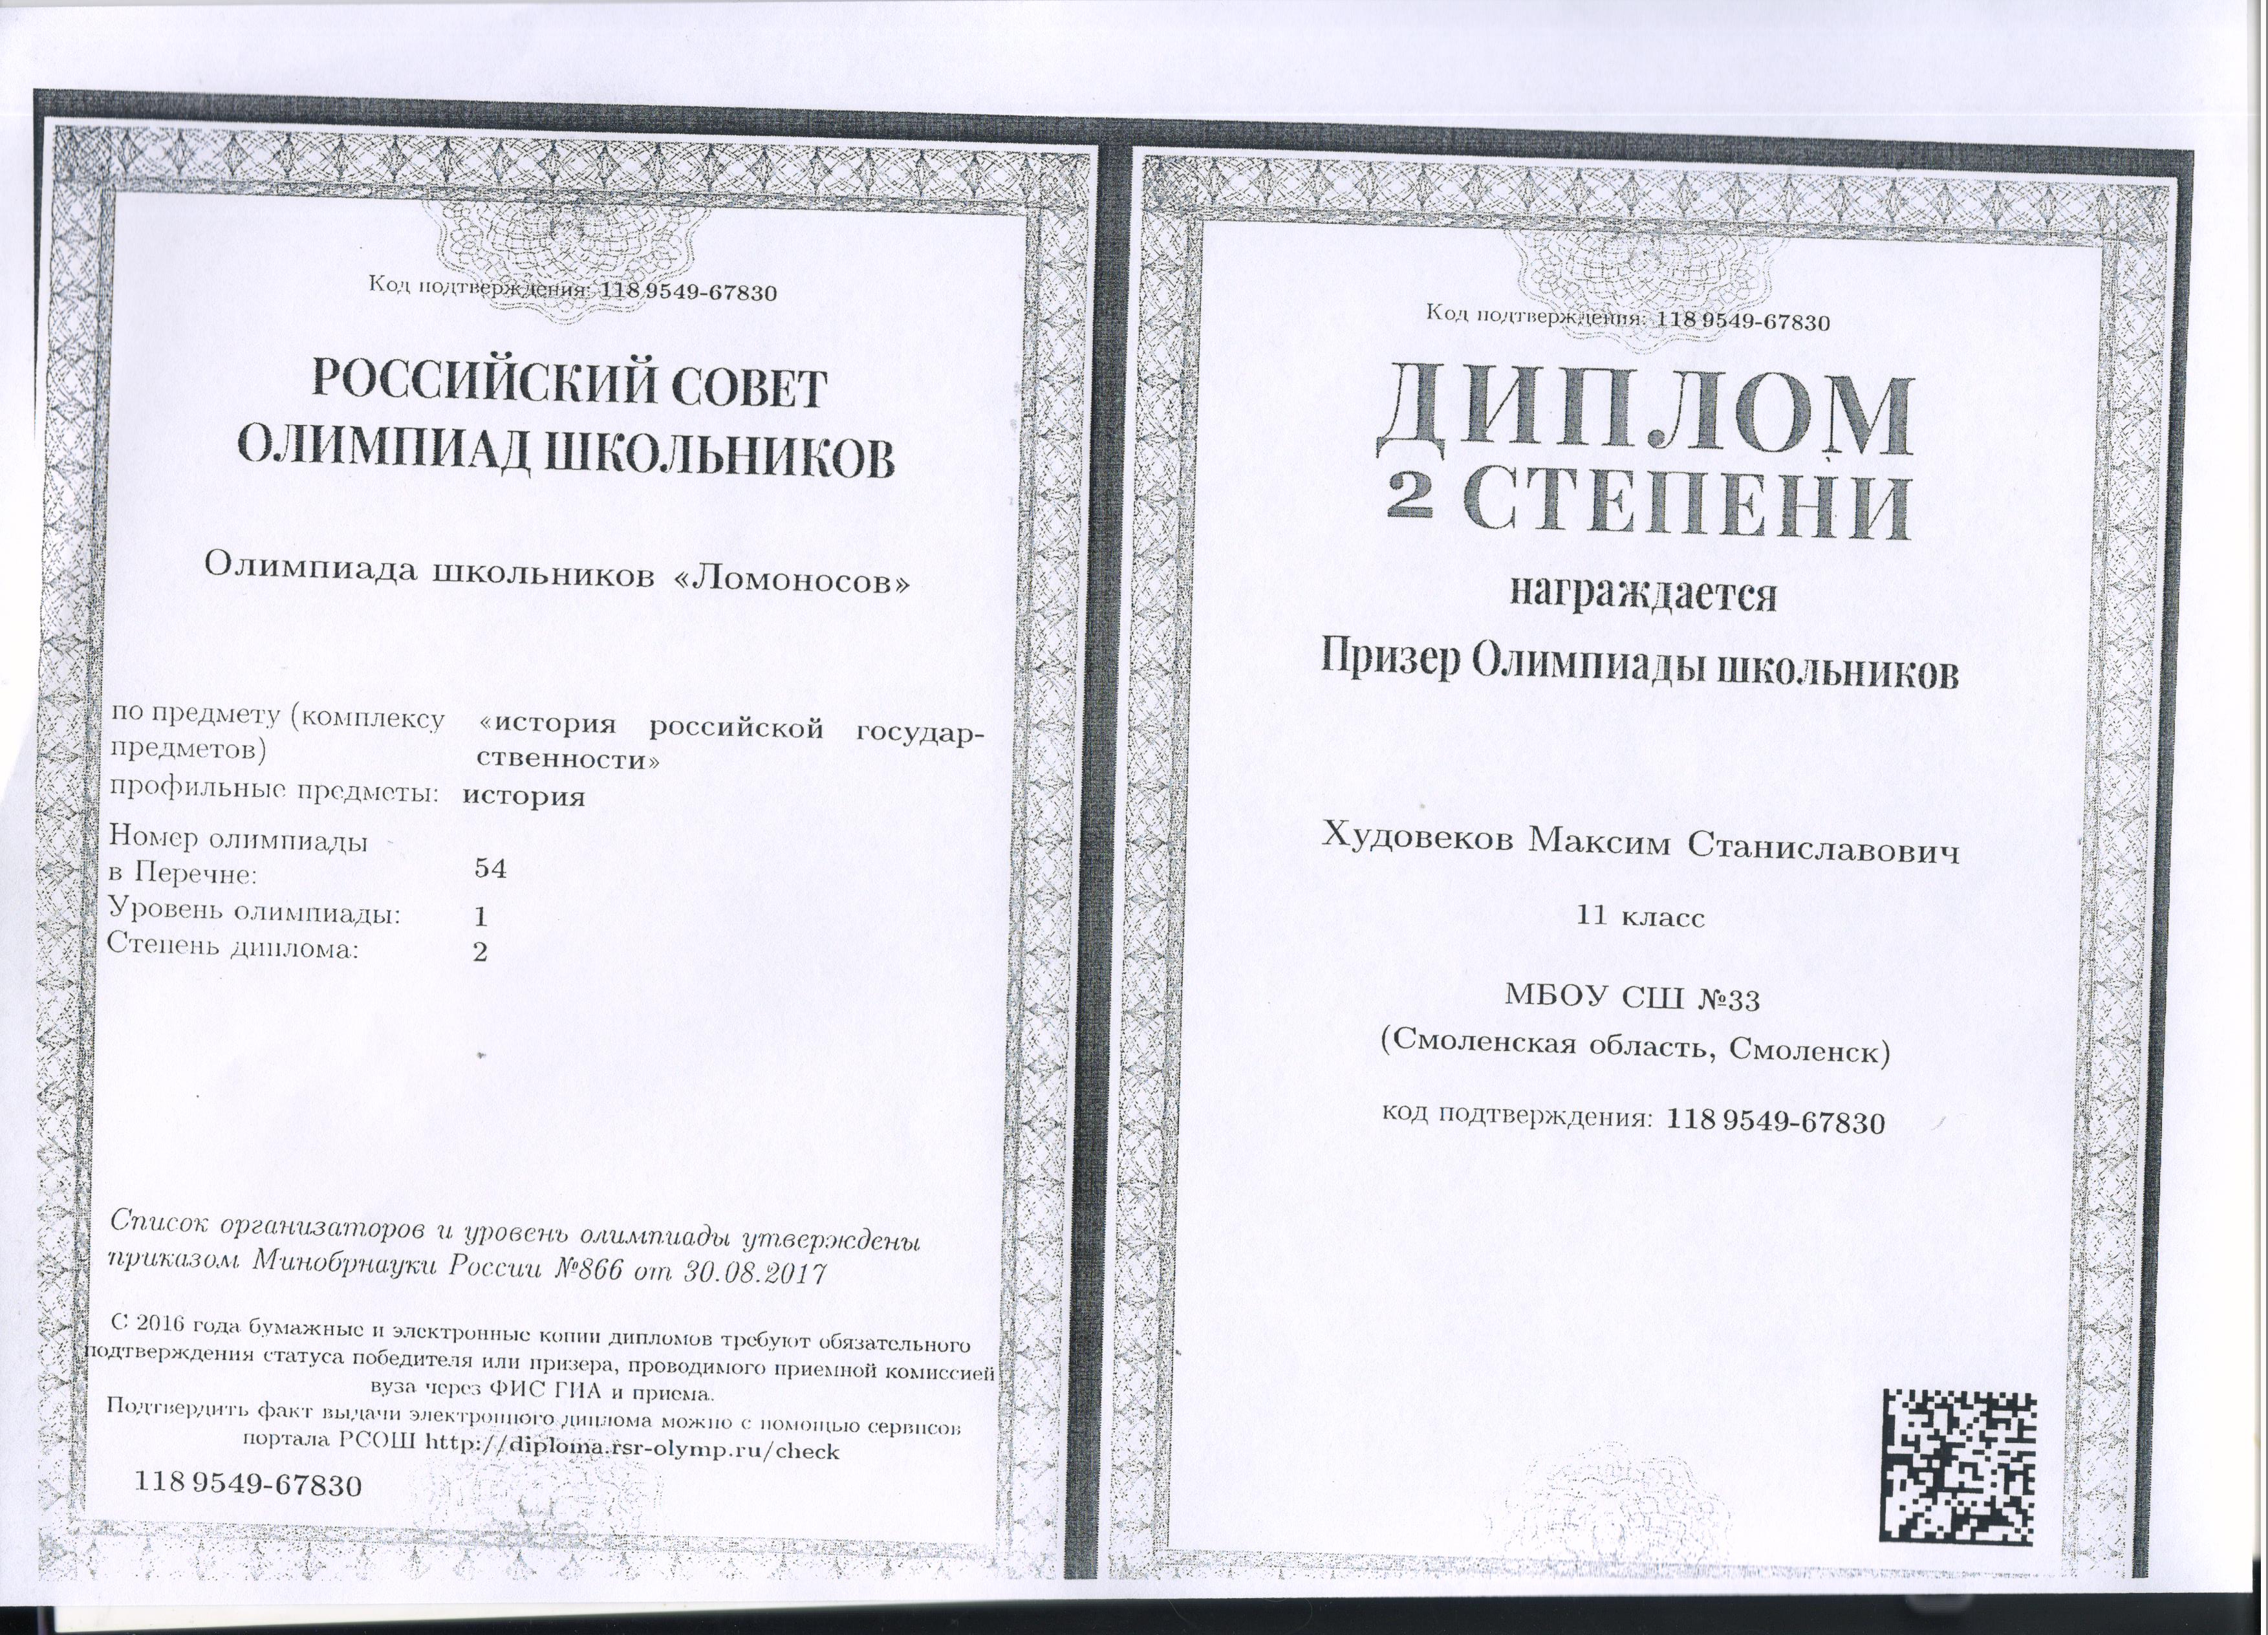 Код подтверждения: 118 9549-67830
РОССИЙСКИЙ СОВЕТ
ОЛИМПИАД ШКОЛЬНИКОВ
Олимпиада школьников «Ломоносов»
по предмету (комплексу
предметов)
«история российской государ-
ственности»
профильные предметы: история
Номер олимпиады
в Перечне: 54
Уровень олимпиады: 1
Степень диплома: 2
Список организаторов и уровень олимпиады утверждены
приказом Минобрнауки России №866 от 30.08.2017
С 2016 года бумажные и электронные копии дипломов требуют обязательного
подтверждения статуса победителя или призера, проводимого приемной комиссией
вуза через ФИС ГИА и приема.
Подтвердить факт выдачи электронного диплома можно с помощью сервисов
портала РСОШ http://diploma.rsr-olymp.ru/check
118 9549-67830
Код подтверждения: 118 9549-67830
ДИПЛОМ
2 СТЕПЕНИ
награждается
Призер Олимпиады школьников
Худовеков Максим Станиславович
11 класс
МБОУ СШ №33
(Смоленская область, Смоленск)
код подтверждения: 118 9549-67830